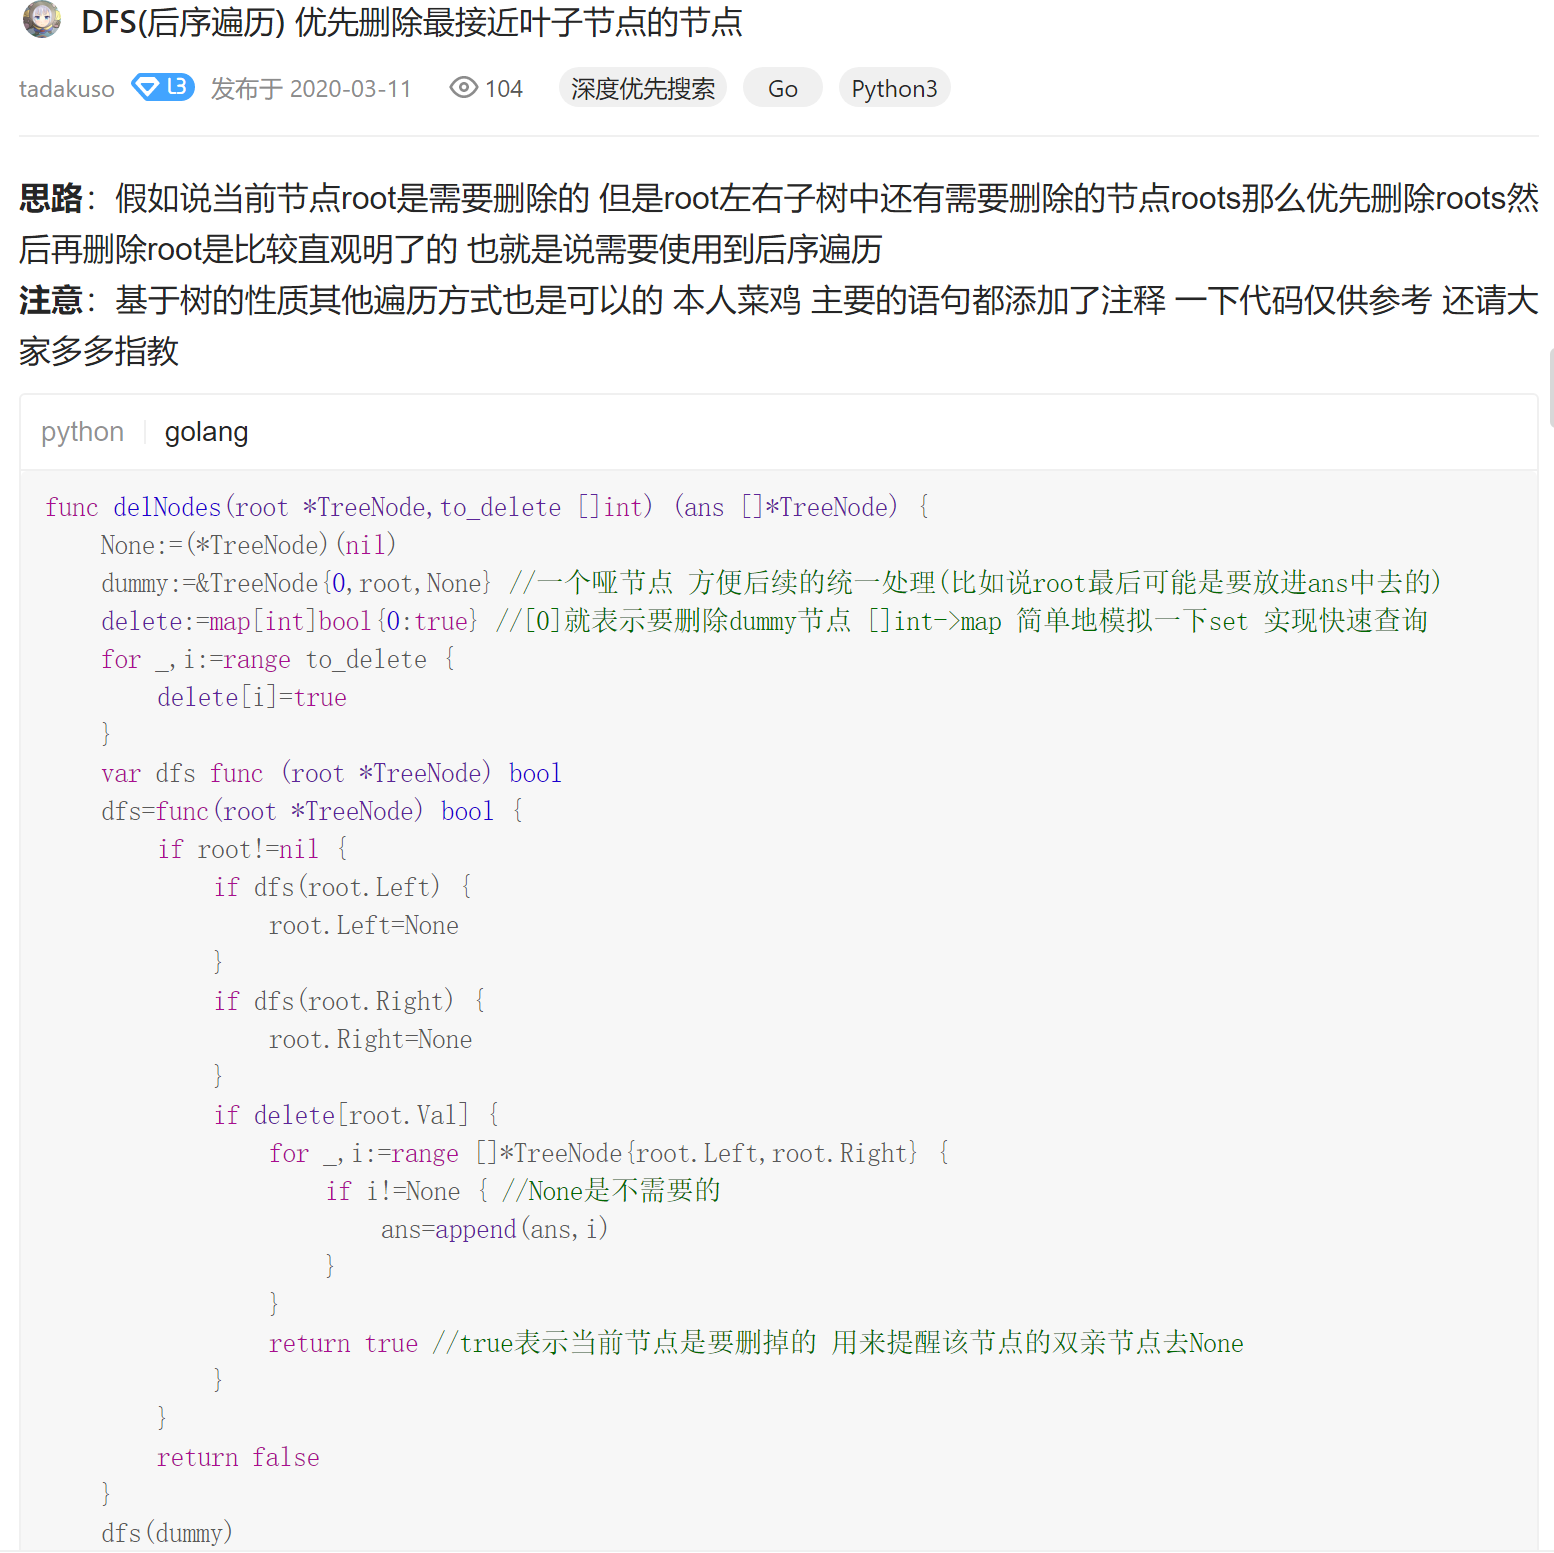 DFS(后序遍历) 优先删除最接近叶子节点的节点
tadakuso L3 发布于 2020-03-11 104 深度优先搜索 Go Python3
思路：假如说当前节点root是需要删除的 但是root左右子树中还有需要删除的节点roots那么优先删除roots然
后再删除root是比较直观明了的 也就是说需要使用到后序遍历
注意：基于树的性质其他遍历方式也是可以的 本人菜鸡 主要的语句都添加了注释 一下代码仅供参考 还请大
家多多指教
python golang
func delNodes(root *TreeNode,to_delete []int) (ans []*TreeNode) {
    None:=(*TreeNode)(nil)
    dummy:=&TreeNode{0,root,None} //一个哑节点 方便后续的统一处理(比如说root最后可能是要放进ans中去的)
    delete:=map[int]bool{0:true} //[0]就表示要删除dummy节点 []int->map 简单地模拟一下set 实现快速查询
    for _,i:=range to_delete {
        delete[i]=true
    }
    var dfs func (root *TreeNode) bool
    dfs=func(root *TreeNode) bool {
        if root!=nil {
            if dfs(root.Left) {
                root.Left=None
            }
            if dfs(root.Right) {
                root.Right=None
            }
            if delete[root.Val] {
                for _,i:=range []*TreeNode{root.Left,root.Right} {
                    if i!=None { //None是不需要的
                        ans=append(ans,i)
                    }
                }
                return true //true表示当前节点是要删掉的 用来提醒该节点的双亲节点去None
            }
        }
        return false
    }
    dfs(dummy)